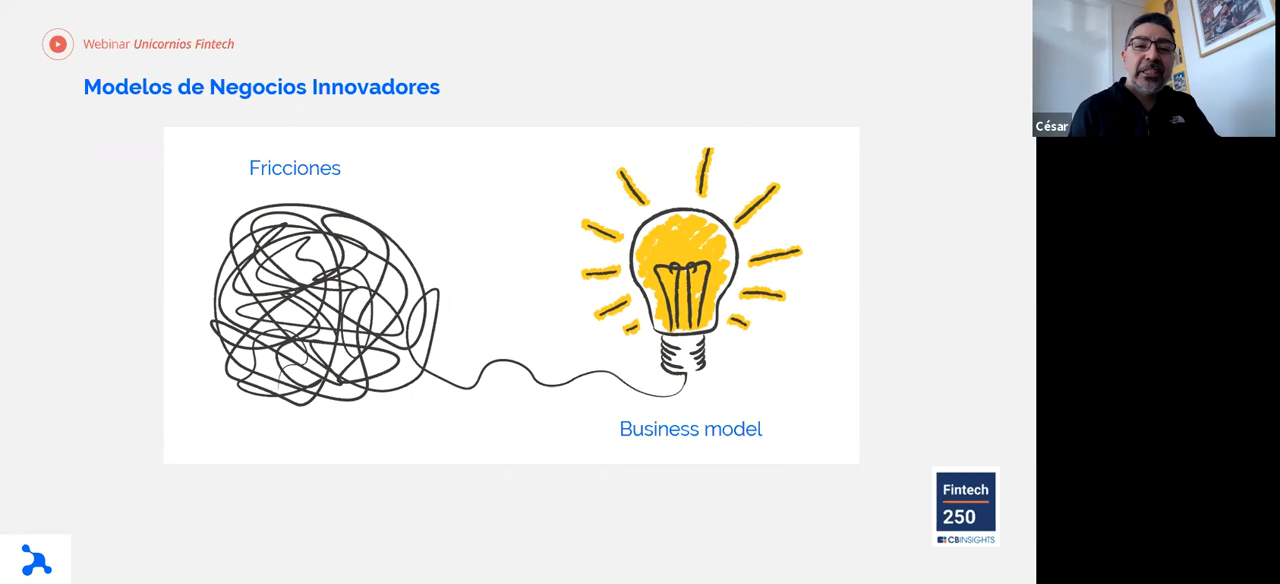 Webinar Unicornios Fintech
Modelos de Negocios Innovadores
Fricciones
Business model
Fintech
250
CBINSIGHTS
César